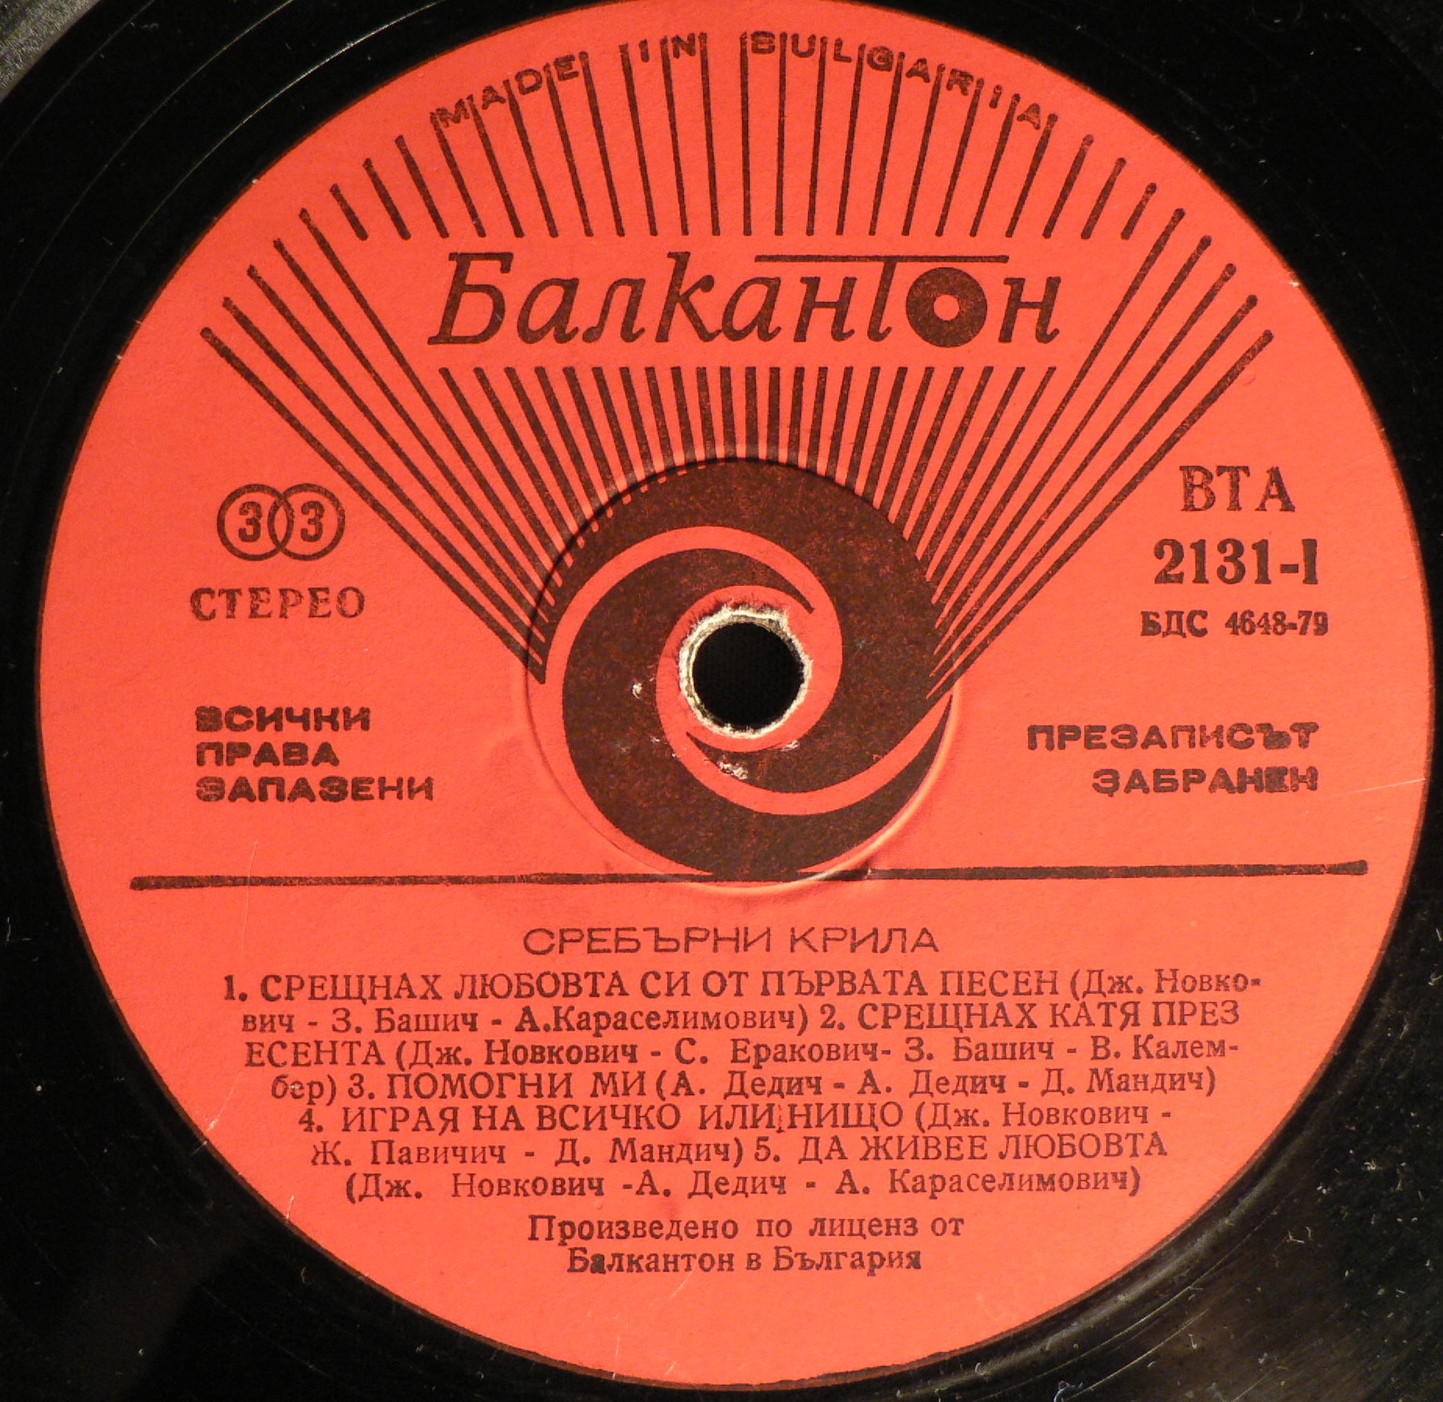 MADE IN BULGARIA
Балкантон
33
СТЕРЕО
ВТА
2131-I
БДС 4648-79
ВСИЧКИ
ПРАВА
ЗАПАЗЕНИ
ПРЕЗАПИСЪТ
ЗАБРАНЕН
СРЕБЪРНИ КРИЛА
1. СРЕЩНАХ ЛЮБОВТА СИ ОТ ПЪРВАТА ПЕСЕН (Дж. Новко-
вич - З. Башич - А.Караселимович) 2. СРЕЩНАХ КАТЯ ПРЕЗ
ЕСЕНТА (Дж. Новкович - С. Еракович- З. Башич - В. Калем-
бер) 3. ПОМОГНИ МИ (А. Дедич - А. Дедич - Д. Мандич)
4. ИГРАЯ НА ВСИЧКО ИЛИ НИЩО (Дж. Новкович -
Ж. Павичич - Д. Мандич) 5. ДА ЖИВЕЕ ЛЮБОВТА
(Дж. Новкович -А. Дедич - А. Караселимович)
Произведено по лиценз от
Балкантон в България